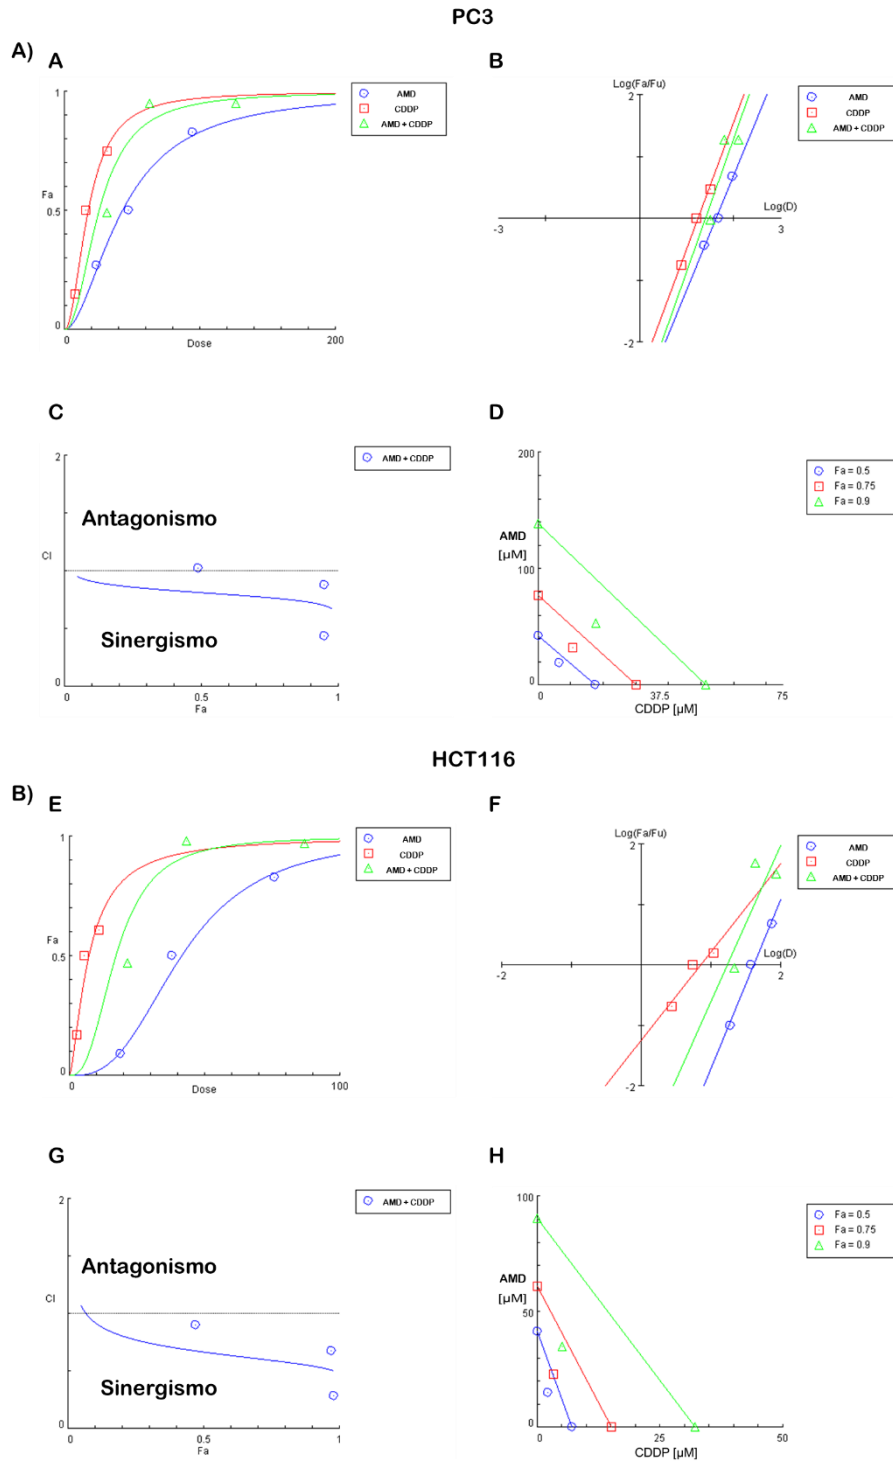 PC3
A)
A
1
Fa
0.5
0
0
Dose
200
AMD
CDDP
AMD + CDDP
B
Log(Fa/Fu)
2
Log(D)
-3
3
-2
AMD
CDDP
AMD + CDDP
C
2
Antagonismo
CI
1
Sinergismo
0
0
0.5
1
Fa
AMD + CDDP
D
200
AMD
[µM]
100
0
0
37.5
75
CDDP [µM]
Fa = 0.5
Fa = 0.75
Fa = 0.9
HCT116
B)
E
1
Fa
0.5
0
0
Dose
100
AMD
CDDP
AMD + CDDP
F
Log(Fa/Fu)
2
Log(D)
-2
2
-2
AMD
CDDP
AMD + CDDP
G
2
Antagonismo
CI
1
Sinergismo
0
0
0.5
1
Fa
AMD + CDDP
H
100
AMD
[µM]
50
0
0
25
50
CDDP [µM]
Fa = 0.5
Fa = 0.75
Fa = 0.9